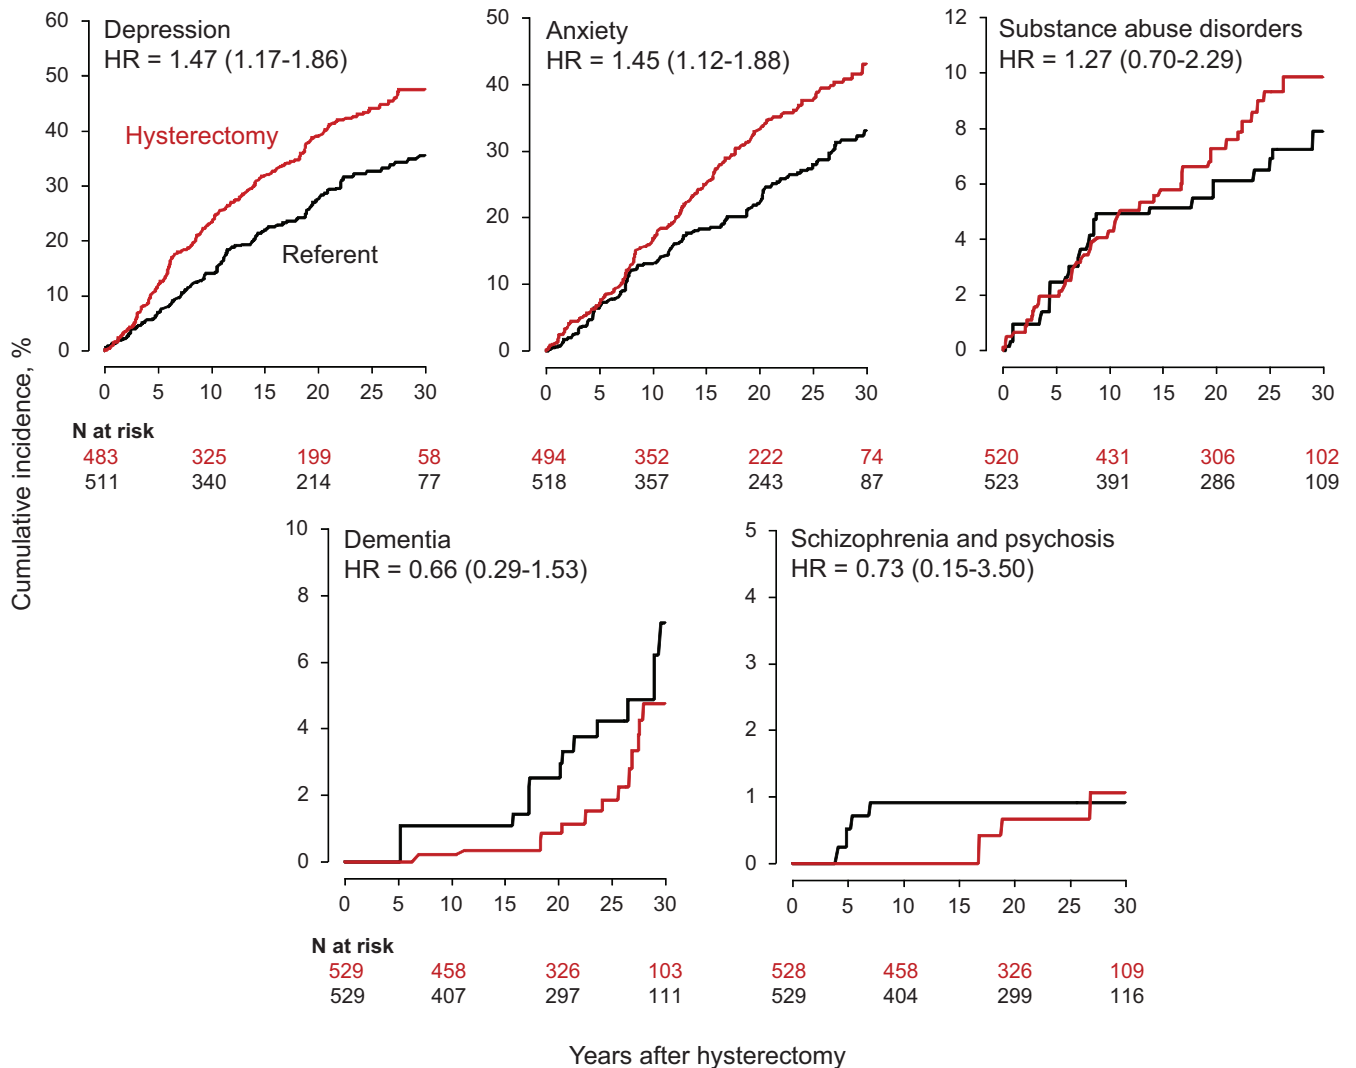 Cumulative incidence, %
Depression
HR = 1.47 (1.17-1.86)
Hysterectomy
Referent
60
50
40
30
20
10
0
0 5 10 15 20 25 30
Anxiety
HR = 1.45 (1.12-1.88)
50
40
30
20
10
0
0 5 10 15 20 25 30
Substance abuse disorders
HR = 1.27 (0.70-2.29)
12
10
8
6
4
2
0
0 5 10 15 20 25 30
N at risk
483 325 199 58 494 352 222 74 520 431 306 102
511 340 214 77 518 357 243 87 523 391 286 109
Dementia
HR = 0.66 (0.29-1.53)
10
8
6
4
2
0
0 5 10 15 20 25 30
Schizophrenia and psychosis
HR = 0.73 (0.15-3.50)
5
4
3
2
1
0
0 5 10 15 20 25 30
N at risk
529 458 326 103 528 458 326 109
529 407 297 111 529 404 299 116
Years after hysterectomy